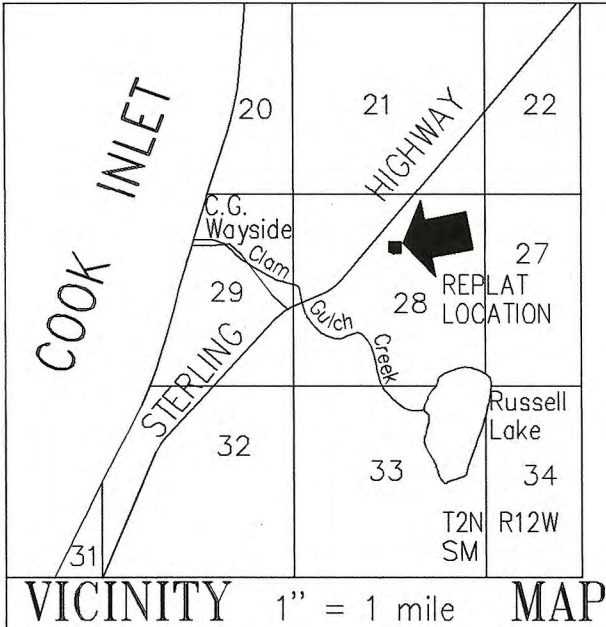 20
21
22
COOK INLET
HIGHWAY
C.G.
Wayside
Clam
Gulch
Creek
27
29
28
REPLAT
LOCATION
STERLING
Russell
Lake
32
33
34
T2N R12W
SM
31
VICINITY 1'' = 1 mile MAP